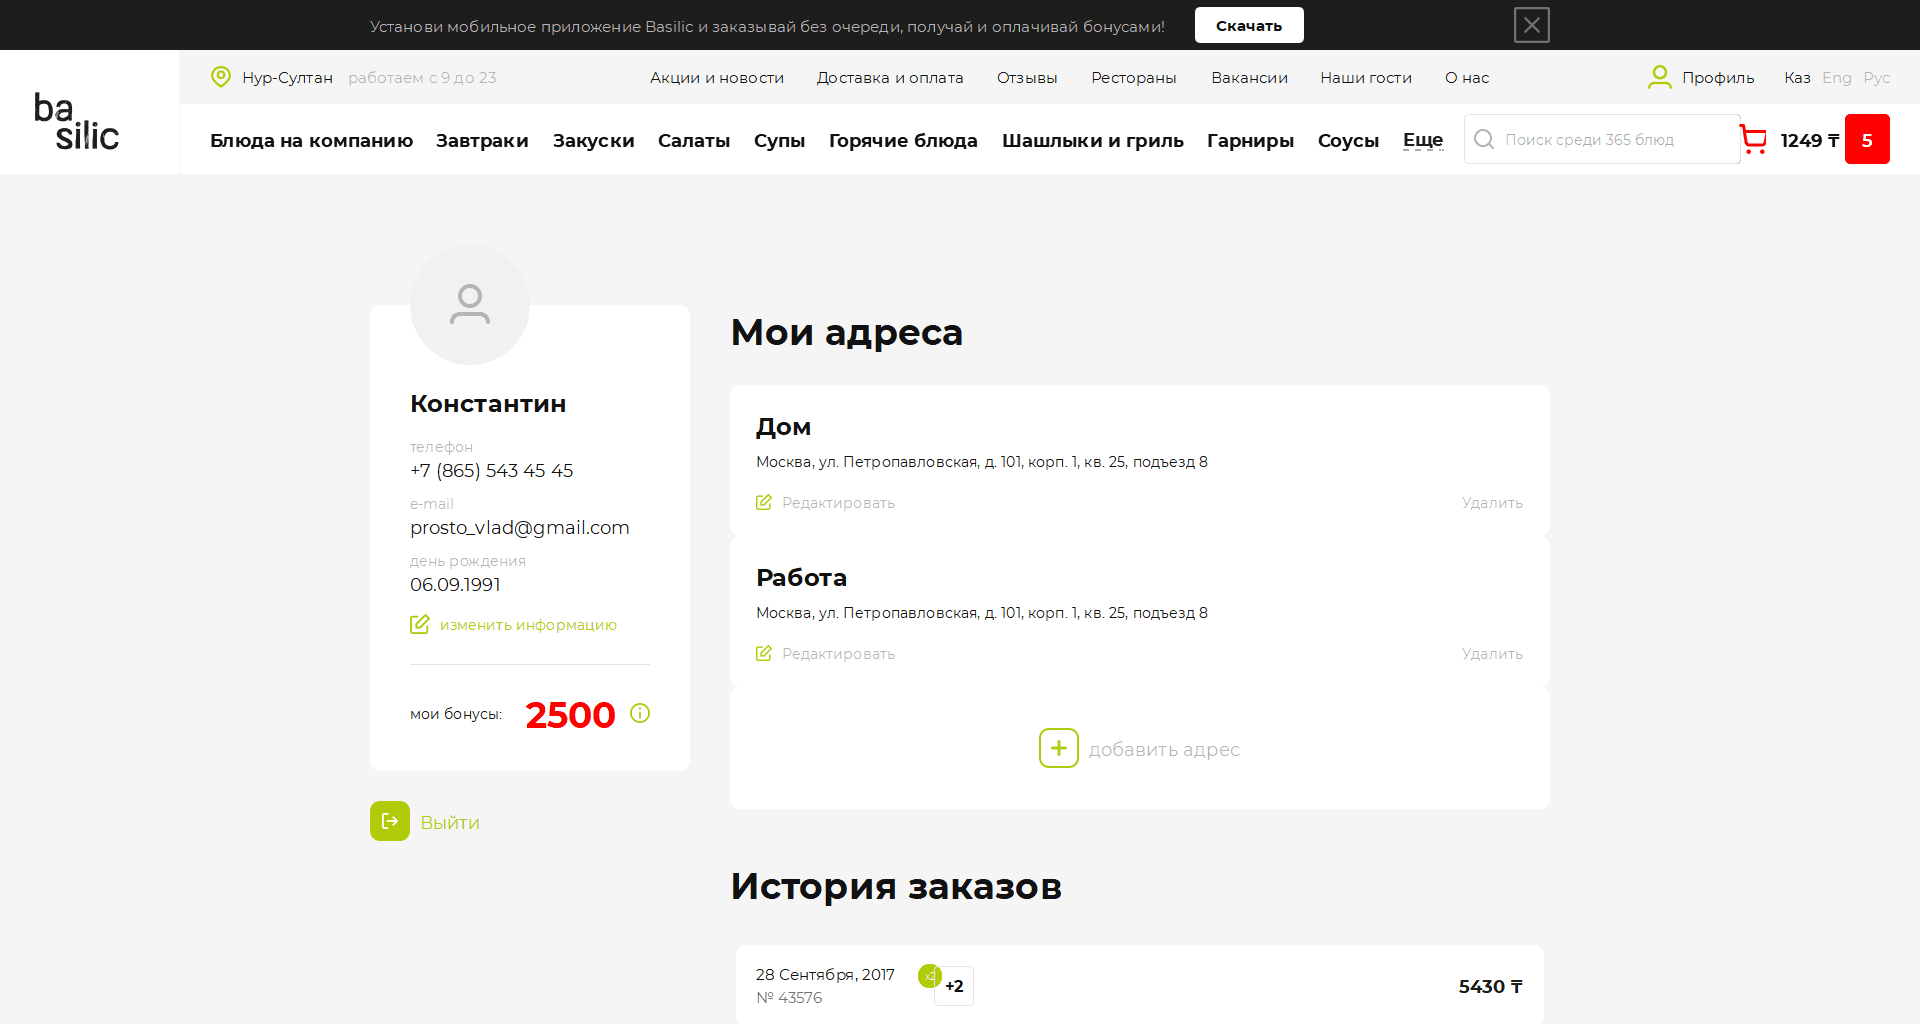 Установи мобильное приложение Basilic и заказывай без очереди, получай и оплачивай бонусами!
Скачать
ba
silic
Нур-Султан
работаем с 9 до 23
Акции и новости
Доставка и оплата
Отзывы
Рестораны
Вакансии
Наши гости
О нас
Профиль
Каз
Eng
Рус
Блюда на компанию
Завтраки
Закуски
Салаты
Супы
Горячие блюда
Шашлыки и гриль
Гарниры
Соусы
Еще
Поиск среди 365 блюд
1249 ₸
5
Константин
телефон
+7 (865) 543 45 45
e-mail
prosto_vlad@gmail.com
день рождения
06.09.1991
изменить информацию
мои бонусы:
2500
Выйти
Мои адреса
Дом
Москва, ул. Петропавловская, д. 101, корп. 1, кв. 25, подъезд 8
Редактировать
Удалить
Работа
Москва, ул. Петропавловская, д. 101, корп. 1, кв. 25, подъезд 8
Редактировать
Удалить
добавить адрес
История заказов
28 Сентября, 2017
№ 43576
x2
+2
5430 ₸